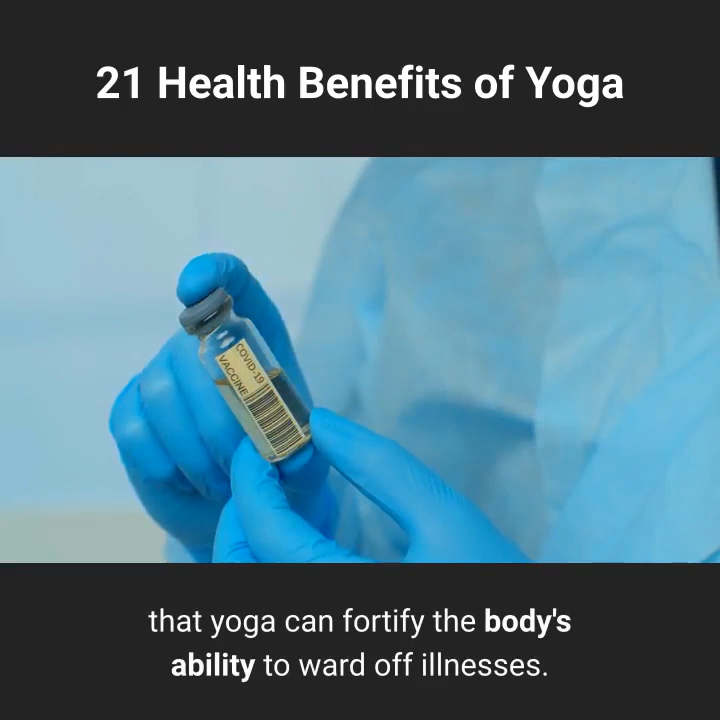 21 Health Benefits of Yoga
COVID-19
VACCINE
that yoga can fortify the body's
ability to ward off illnesses.